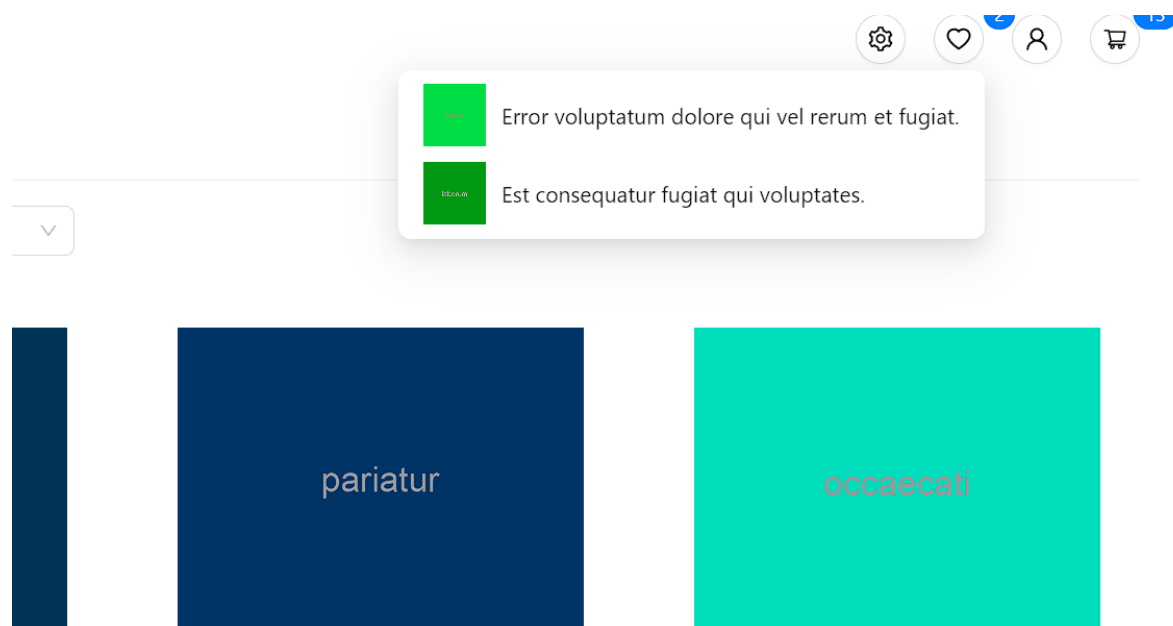 2
15
Error voluptatum dolore qui vel rerum et fugiat.
Est consequatur fugiat qui voluptates.
pariatur
occaecati